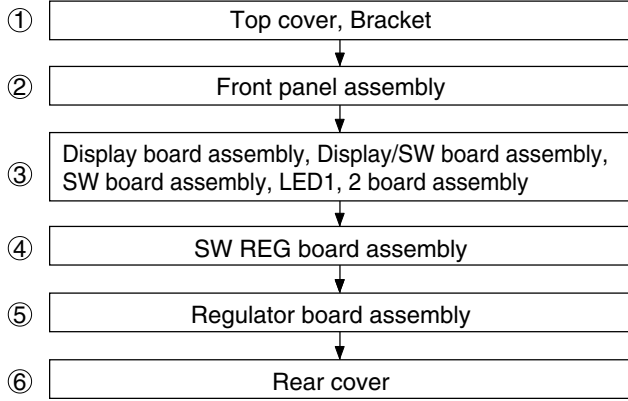 ① Top cover, Bracket
② Front panel assembly
③ Display board assembly, Display/SW board assembly,
SW board assembly, LED1, 2 board assembly
④ SW REG board assembly
⑤ Regulator board assembly
⑥ Rear cover